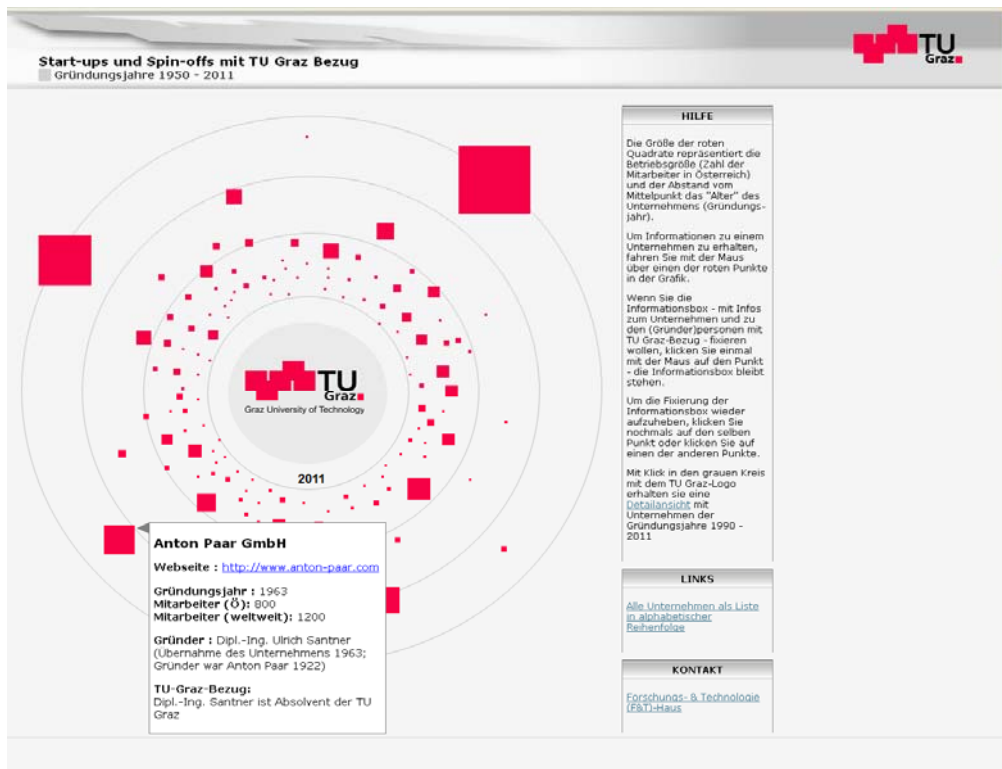 Start-ups und Spin-offs mit TU Graz Bezug
Gründungsjahre 1950 - 2011
TU
Graz
TU
Graz
Graz University of Technology
2011
Anton Paar GmbH
Webseite : http://www.anton-paar.com
Gründungsjahr : 1963
Mitarbeiter (Ö): 800
Mitarbeiter (weltweit): 1200
Gründer : Dipl.-Ing. Ulrich Santner
(Übernahme des Unternehmens 1963;
Gründer war Anton Paar 1922)
TU-Graz-Bezug:
Dipl.-Ing. Santner ist Absolvent der TU
Graz
HILFE
Die Größe der roten
Quadrate repräsentiert die
Betriebsgröße (Zahl der
Mitarbeiter in Österreich)
und der Abstand vom
Mittelpunkt das "Alter" des
Unternehmens (Gründungs-
jahr).
Um Informationen zu einem
Unternehmen zu erhalten,
fahren Sie mit der Maus
über einen der roten Punkte
in der Grafik.
Wenn Sie die
Informationsbox - mit Infos
zum Unternehmen und zu
den (Gründer)personen mit
TU Graz-Bezug - fixieren
wollen, klicken Sie einmal
mit der Maus auf den Punkt
- die Informationsbox bleibt
stehen.
Um die Fixierung der
Informationsbox wieder
aufzuheben, klicken Sie
nochmals auf den selben
Punkt oder klicken Sie auf
einen der anderen Punkte.
Mit Klick in den grauen Kreis
mit dem TU Graz-Logo
erhalten sie eine
Detailansicht mit
Unternehmen der
Gründungsjahre 1990 -
2011
LINKS
Alle Unternehmen als Liste
in alphabetischer
Reihenfolge
KONTAKT
Forschungs- & Technologie
(F&T)-Haus